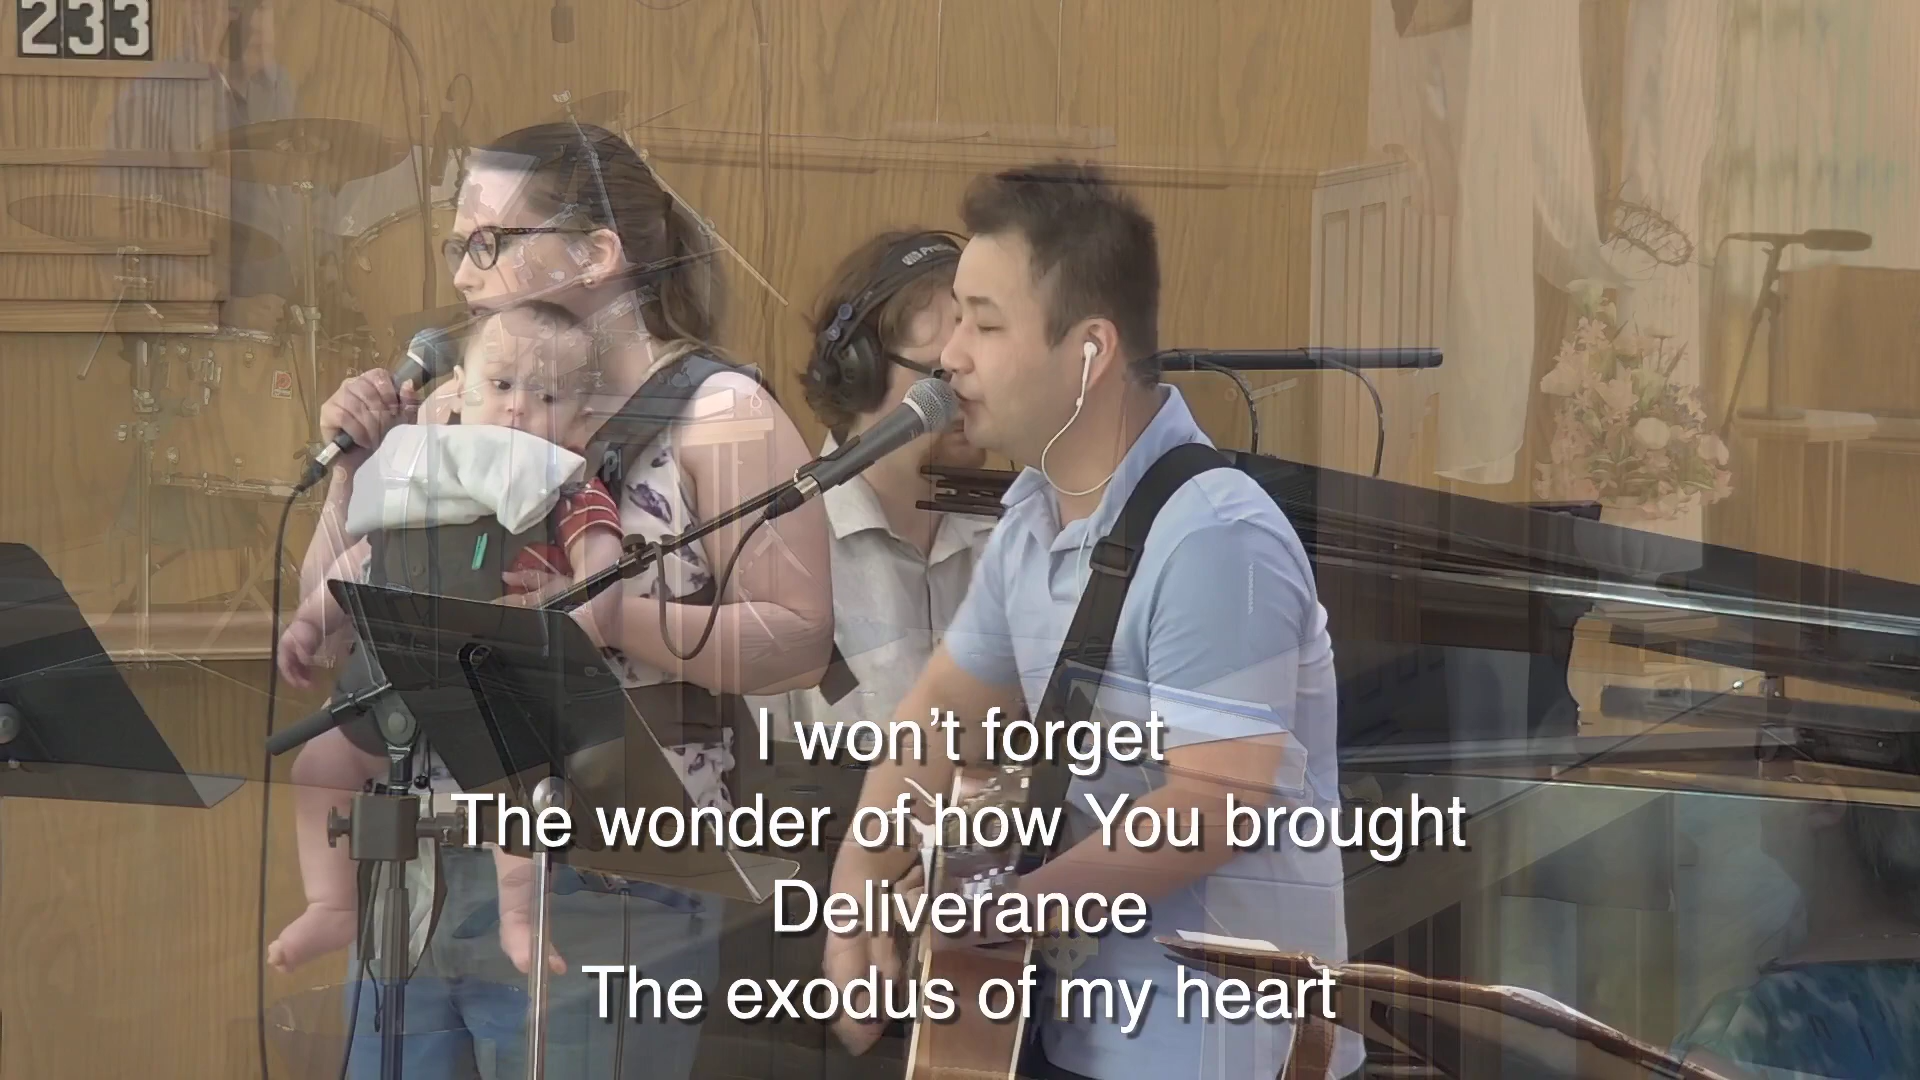 233
I won’t forget
The wonder of how You brought
Deliverance
The exodus of my heart